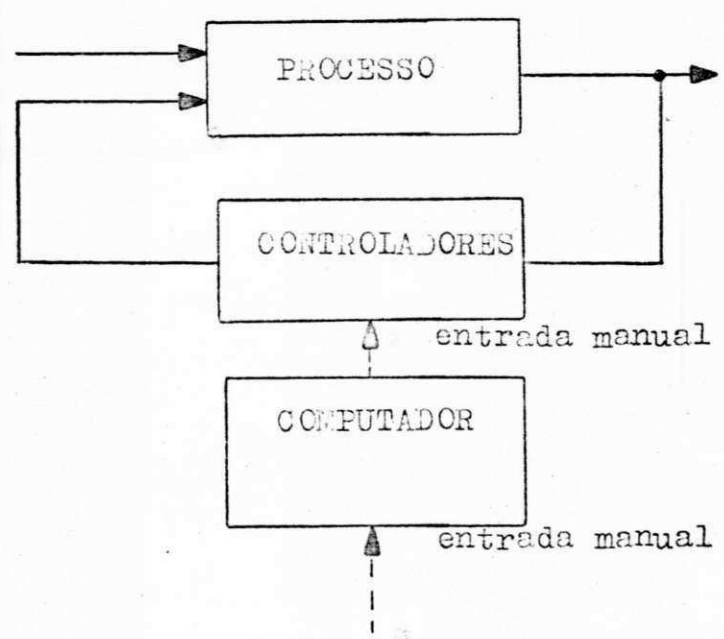 PROCESSO
CONTROLADORES
entrada manual
COMPUTADOR
entrada manual